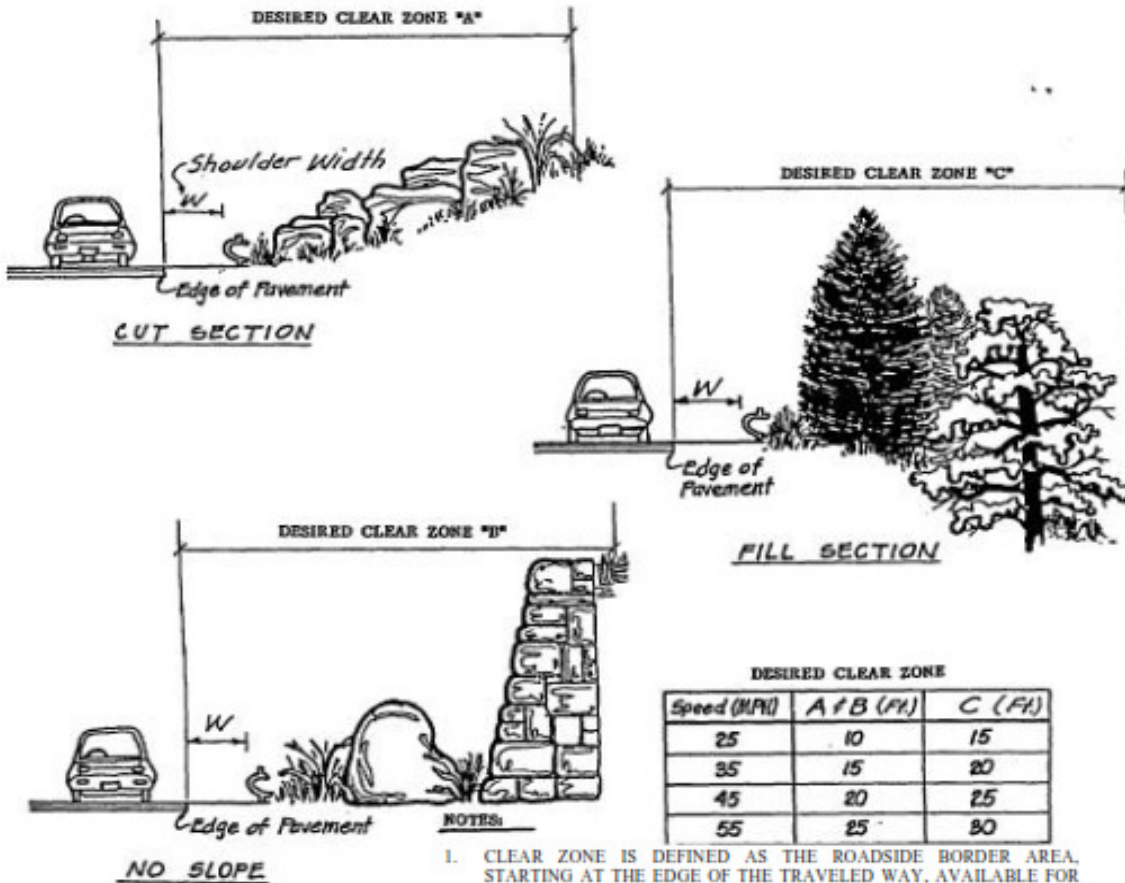 DESIRED CLEAR ZONE "A"
Shoulder Width
W
Edge of Pavement
CUT SECTION
DESIRED CLEAR ZONE "C"
W
Edge of
Pavement
FILL SECTION
DESIRED CLEAR ZONE "B"
W
Edge of Pavement
NO SLOPE
DESIRED CLEAR ZONE
Speed (MPH) A & B (Ft.) C (Ft.)
25 10 15
35 15 20
45 20 25
55 25 30
NOTES:
1. CLEAR ZONE IS DEFINED AS THE ROADSIDE BORDER AREA,
STARTING AT THE EDGE OF THE TRAVELED WAY, AVAILABLE FOR